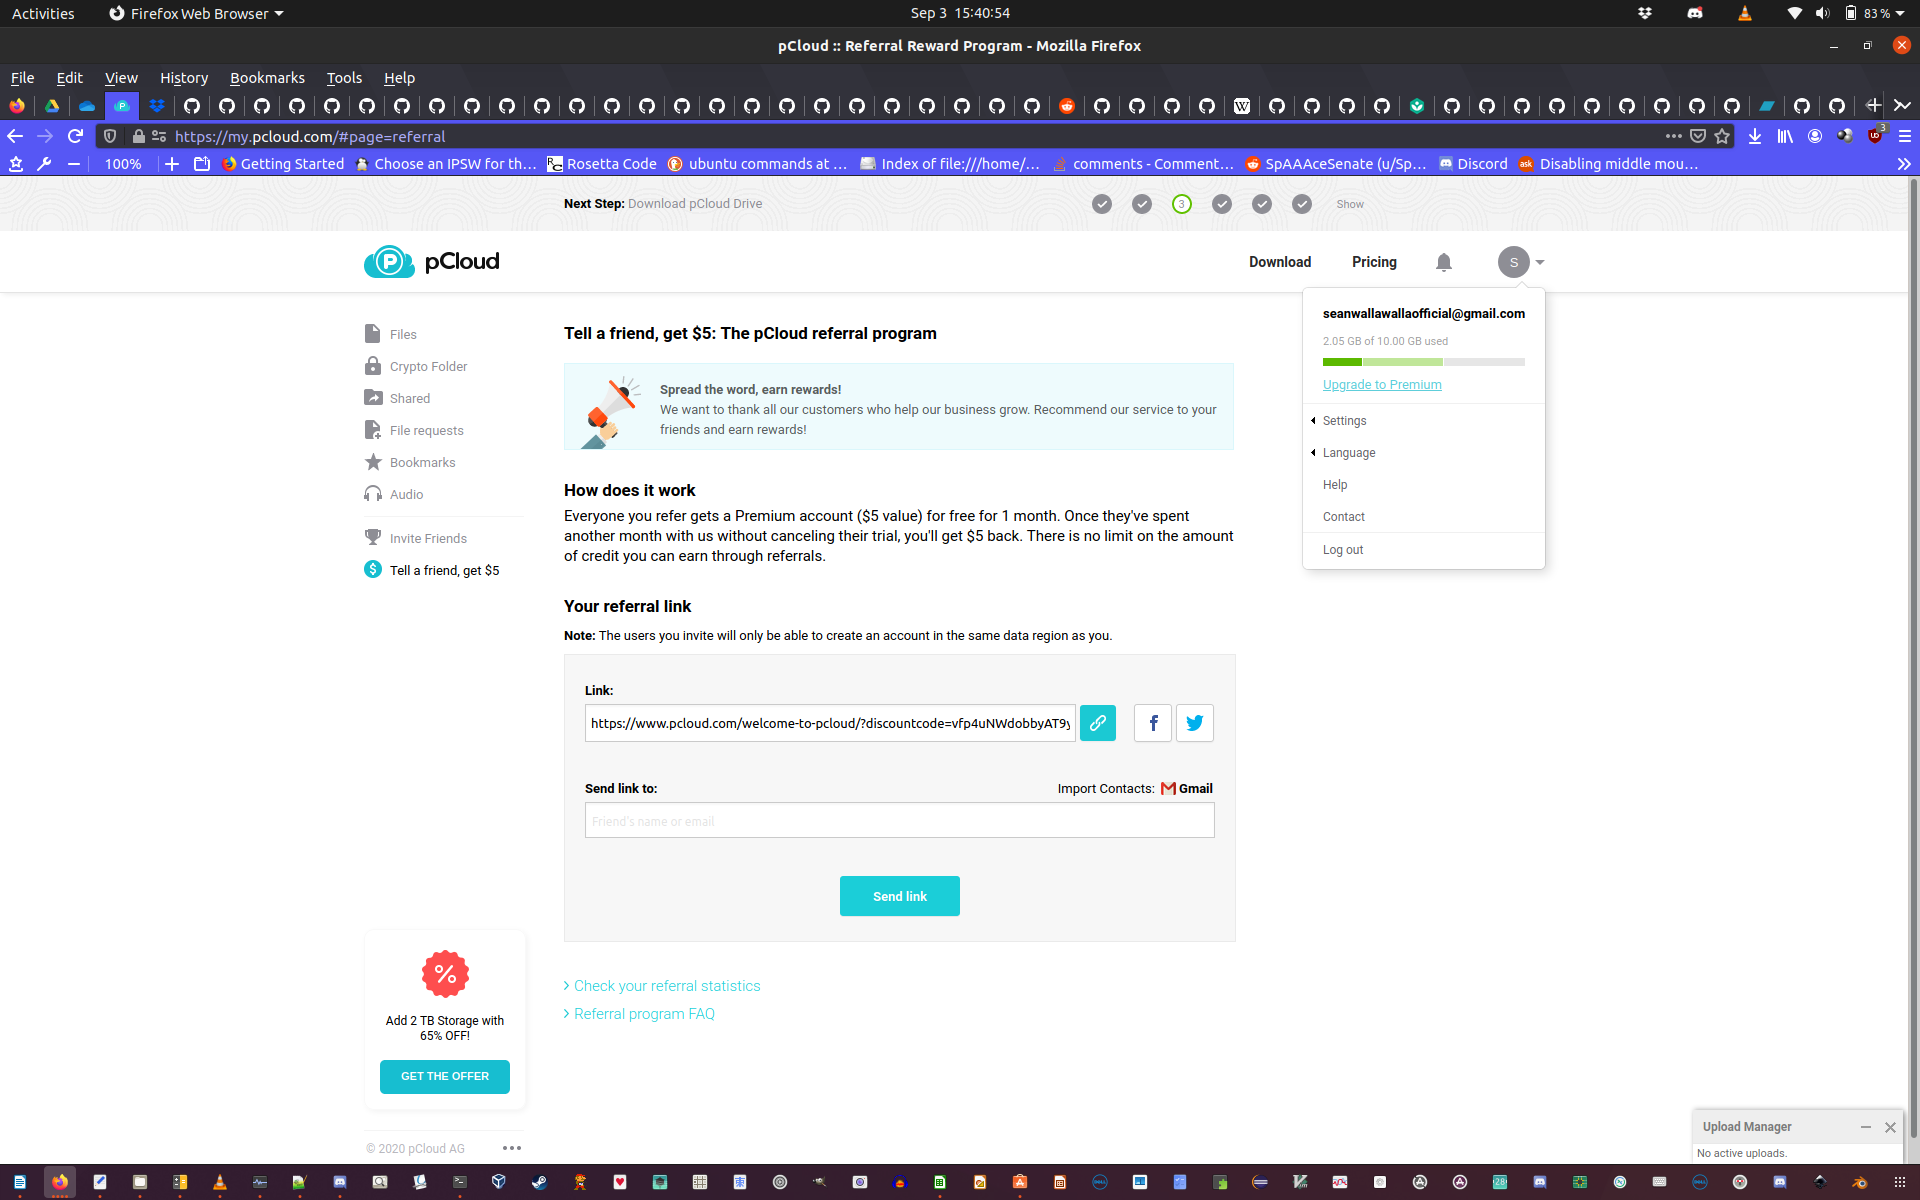 Activities
Firefox Web Browser
Sep 3 15:40:54
83 %
pCloud :: Referral Reward Program - Mozilla Firefox
File Edit View History Bookmarks Tools Help
https://my.pcloud.com/#page=referral
3
100%
Getting Started
Choose an IPSW for th...
Rosetta Code
ubuntu commands at ...
Index of file:///home/...
comments - Comment...
SpAAAceSenate (u/Sp...
Discord
Disabling middle mou...
Next Step: Download pCloud Drive
3
Show
pCloud
Download
Pricing
S
seanwallawallaofficial@gmail.com
2.05 GB of 10.00 GB used
Upgrade to Premium
Settings
Language
Help
Contact
Log out
Files
Crypto Folder
Shared
File requests
Bookmarks
Audio
Invite Friends
Tell a friend, get $5
Tell a friend, get $5: The pCloud referral program
Spread the word, earn rewards!
We want to thank all our customers who help our business grow. Recommend our service to your
friends and earn rewards!
How does it work
Everyone you refer gets a Premium account ($5 value) for free for 1 month. Once they've spent
another month with us without canceling their trial, you'll get $5 back. There is no limit on the amount
of credit you can earn through referrals.
Your referral link
Note: The users you invite will only be able to create an account in the same data region as you.
Link:
https://www.pcloud.com/welcome-to-pcloud/?discountcode=vfp4uNWdobbyAT9y
Send link to:
Import Contacts: Gmail
Friend's name or email
Send link
Check your referral statistics
Referral program FAQ
%
Add 2 TB Storage with
65% OFF!
GET THE OFFER
© 2020 pCloud AG
Upload Manager
No active uploads.